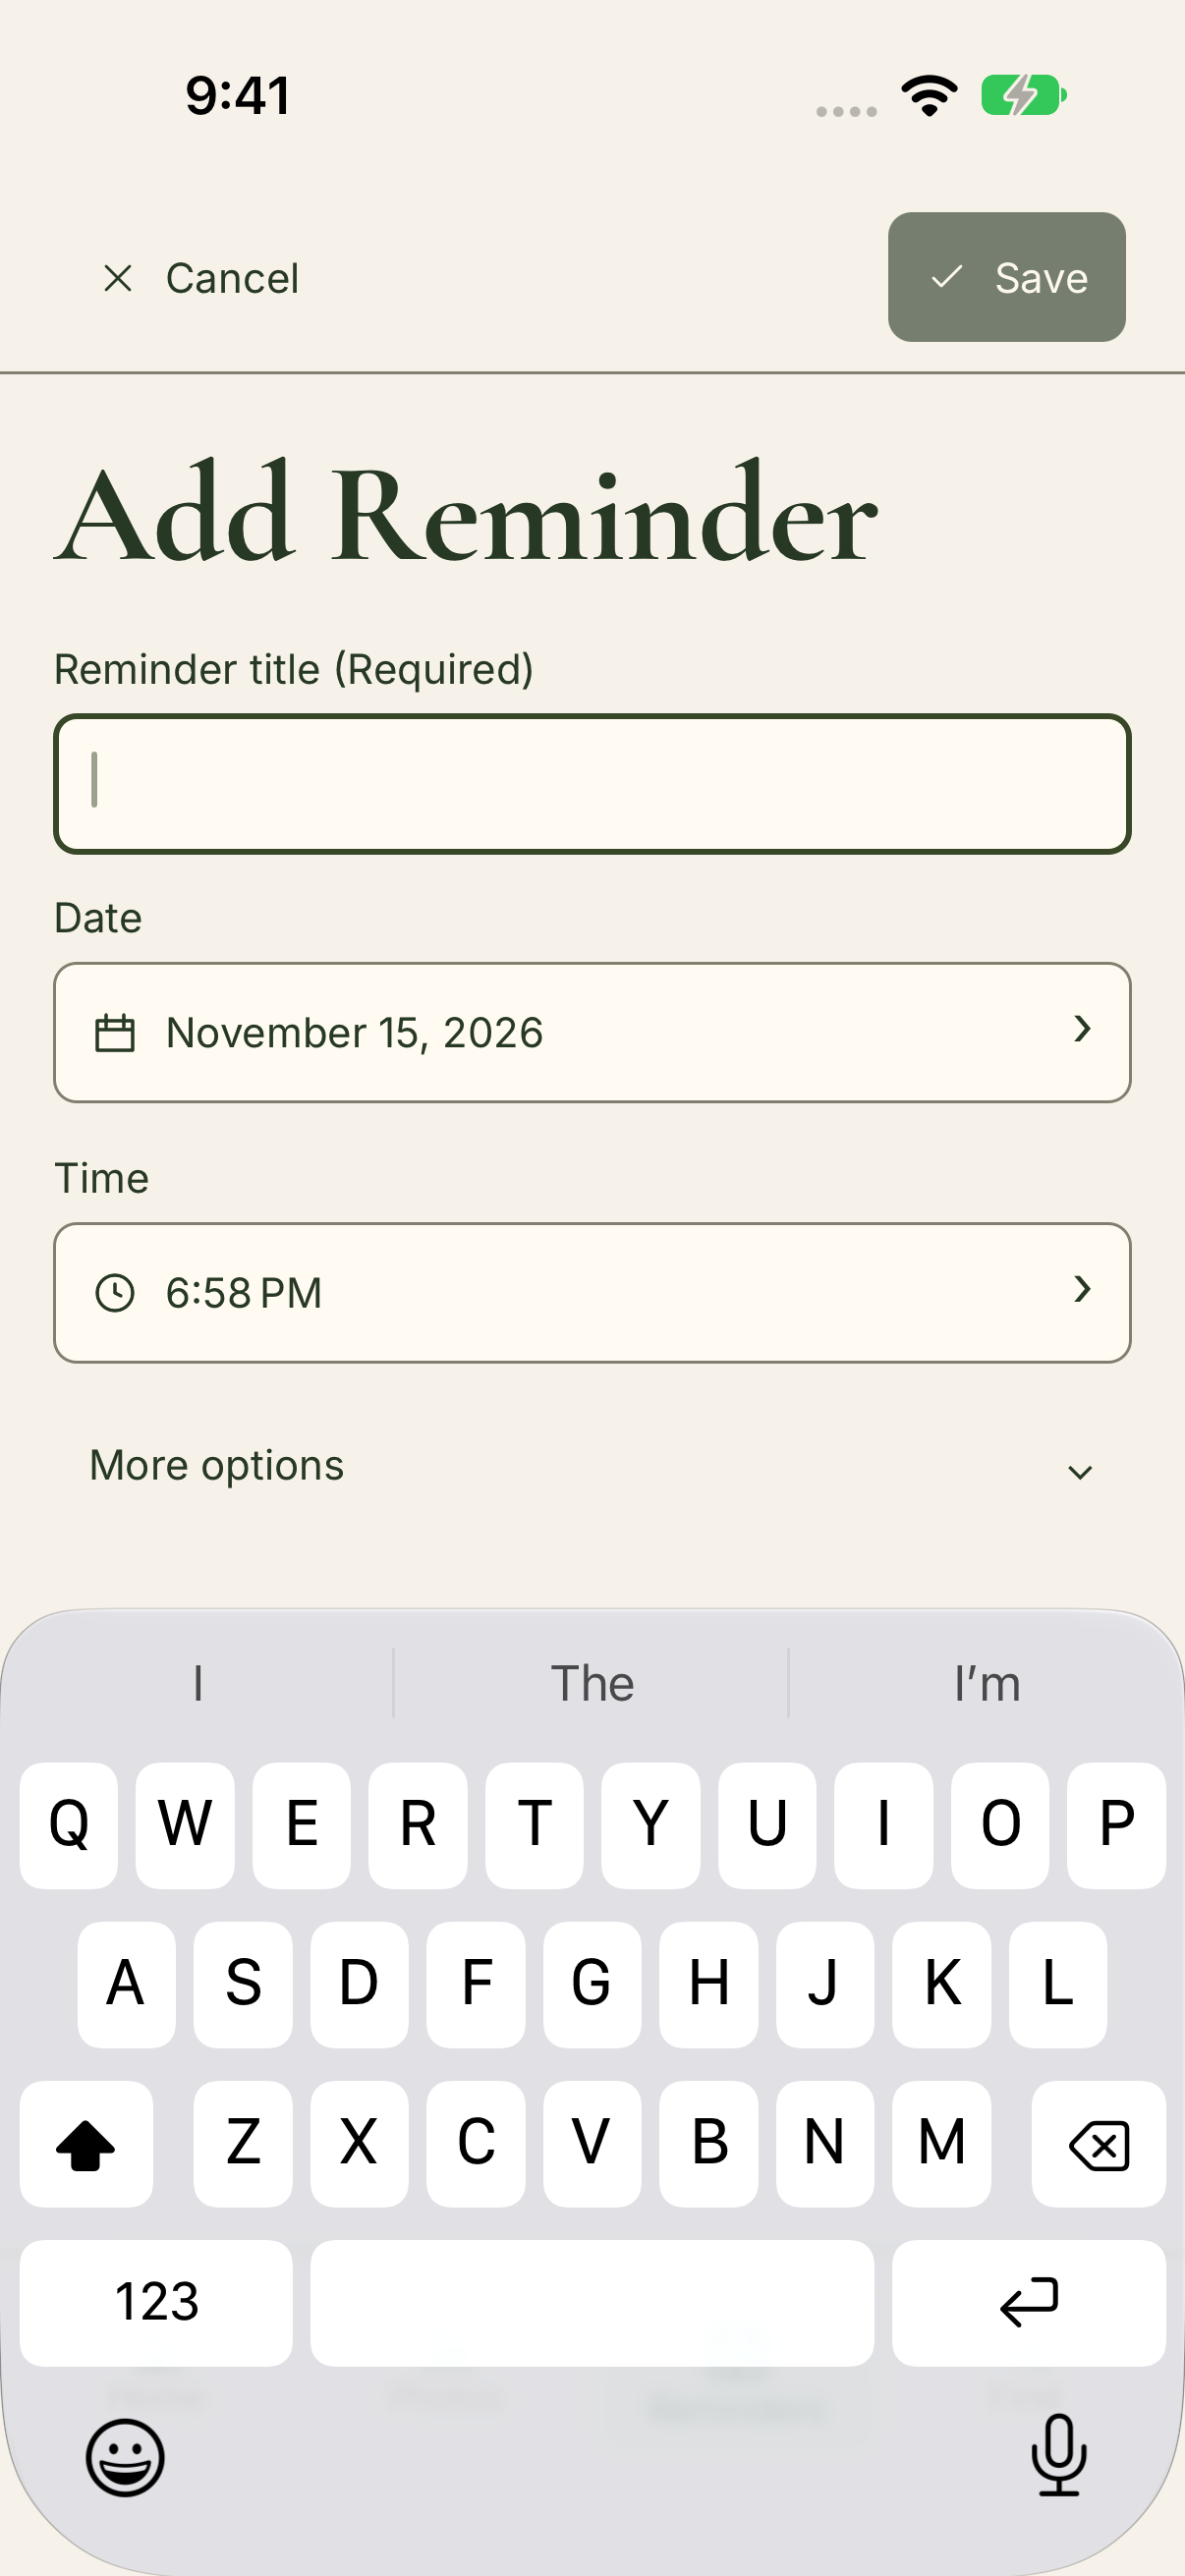 9:41
Cancel
Save
Add Reminder
Reminder title (Required)
Date
November 15, 2026
Time
6:58 PM
More options
I The I’m
Q W E R T Y U I O P
A S D F G H J K L
Z X C V B N M
123